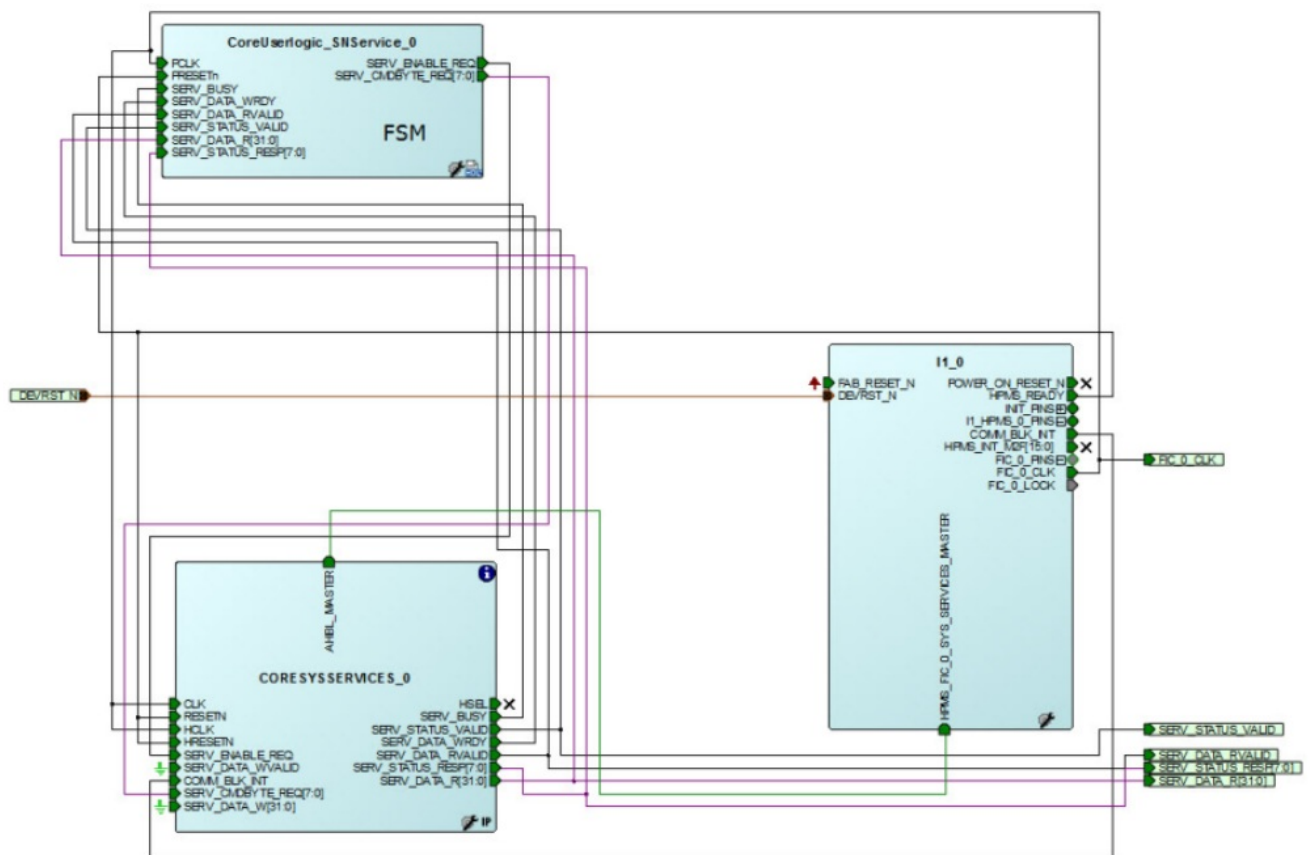 CoreUserlogic_SNService_0
PCLK
PRESETn
SERV_BUSY
SERV_DATA_WRDY
SERV_DATA_RVALID
SERV_STATUS_VALID
SERV_DATA_R[31:0]
SERV_STATUS_RESP[7:0]
SERV_ENABLE_REQ
SERV_CMDBYTE_REQ[7:0]
FSM
DEVRST_N
I1_0
FAB_RESET_N
DEVRST_N
POWER_ON_RESET_N
HPMS_READY
INIT_PINS
I1_HPMS_0_PINS
COMM_BLK_INT
HPMS_INT_M2F[15:0]
FIC_0_PINS
FIC_0_CLK
FIC_0_LOCK
HPMS_FIC_0_SYS_SERVICES_MASTER
FIC_0_CLK
AHBL_MASTER
CORESYSSERVICES_0
CLK
RESETN
HCLK
HRESETN
SERV_ENABLE_REQ
SERV_DATA_WVALID
COMM_BLK_INT
SERV_CMDBYTE_REQ[7:0]
SERV_DATA_W[31:0]
HSEL
SERV_BUSY
SERV_STATUS_VALID
SERV_DATA_WRDY
SERV_DATA_RVALID
SERV_STATUS_RESP[7:0]
SERV_DATA_R[31:0]
IP
SERV_STATUS_VALID
SERV_DATA_RVALID
SERV_STATUS_RESP[7:0]
SERV_DATA_R[31:0]